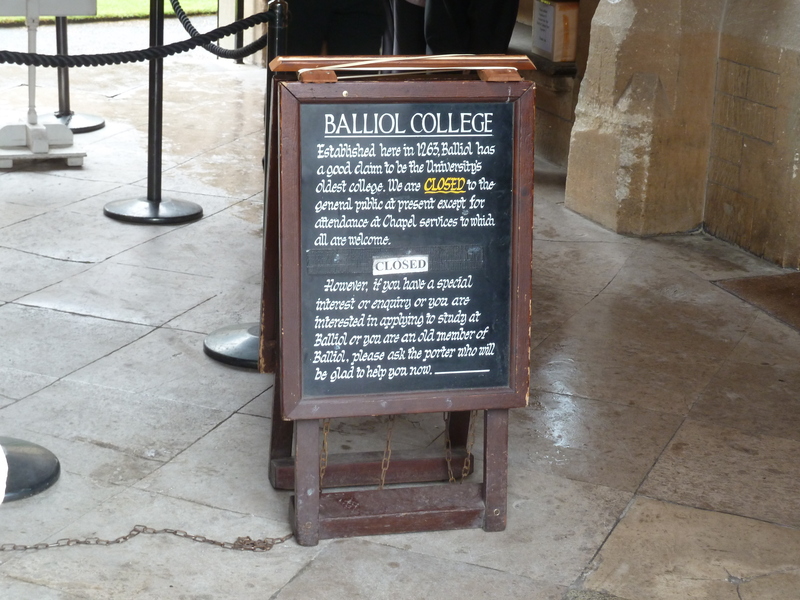 BALLIOL COLLEGE
Established here in 1263, Balliol has
a good claim to be the University's
oldest college. We are CLOSED to the
general public at present except for
attendance at Chapel services to which
all are welcome.
CLOSED
However, if you have a special
interest or enquiry or you are
interested in applying to study at
Balliol or you are an old member of
Balliol, please ask the porter who will
be glad to help you now.